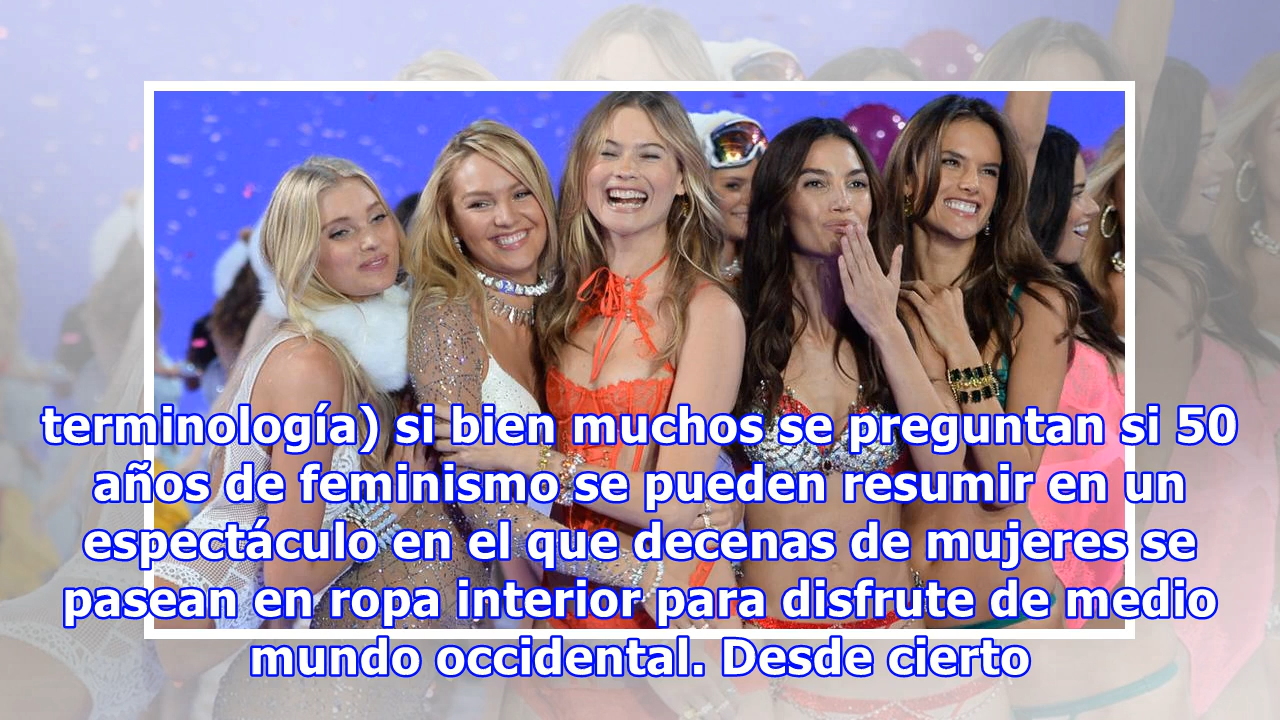 terminología) si bien muchos se preguntan si 50
años de feminismo se pueden resumir en un
espectáculo en el que decenas de mujeres se
pasean en ropa interior para disfrute de medio
mundo occidental. Desde cierto